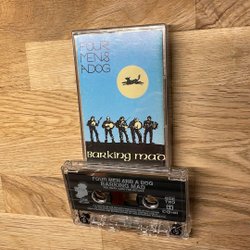 FOUR
MEN &
A DOG
Barking mad
FOUR MEN AND A DOG
BARKING MAD